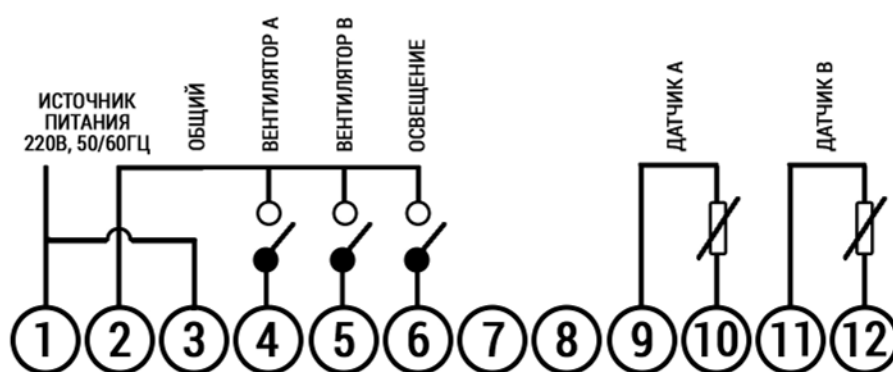 ИСТОЧНИК
ПИТАНИЯ
220В, 50/60ГЦ
ОБЩИЙ
ВЕНТИЛЯТОР А
ВЕНТИЛЯТОР В
ОСВЕЩЕНИЕ
ДАТЧИК А
ДАТЧИК В
1 2 3 4 5 6 7 8 9 10 11 12